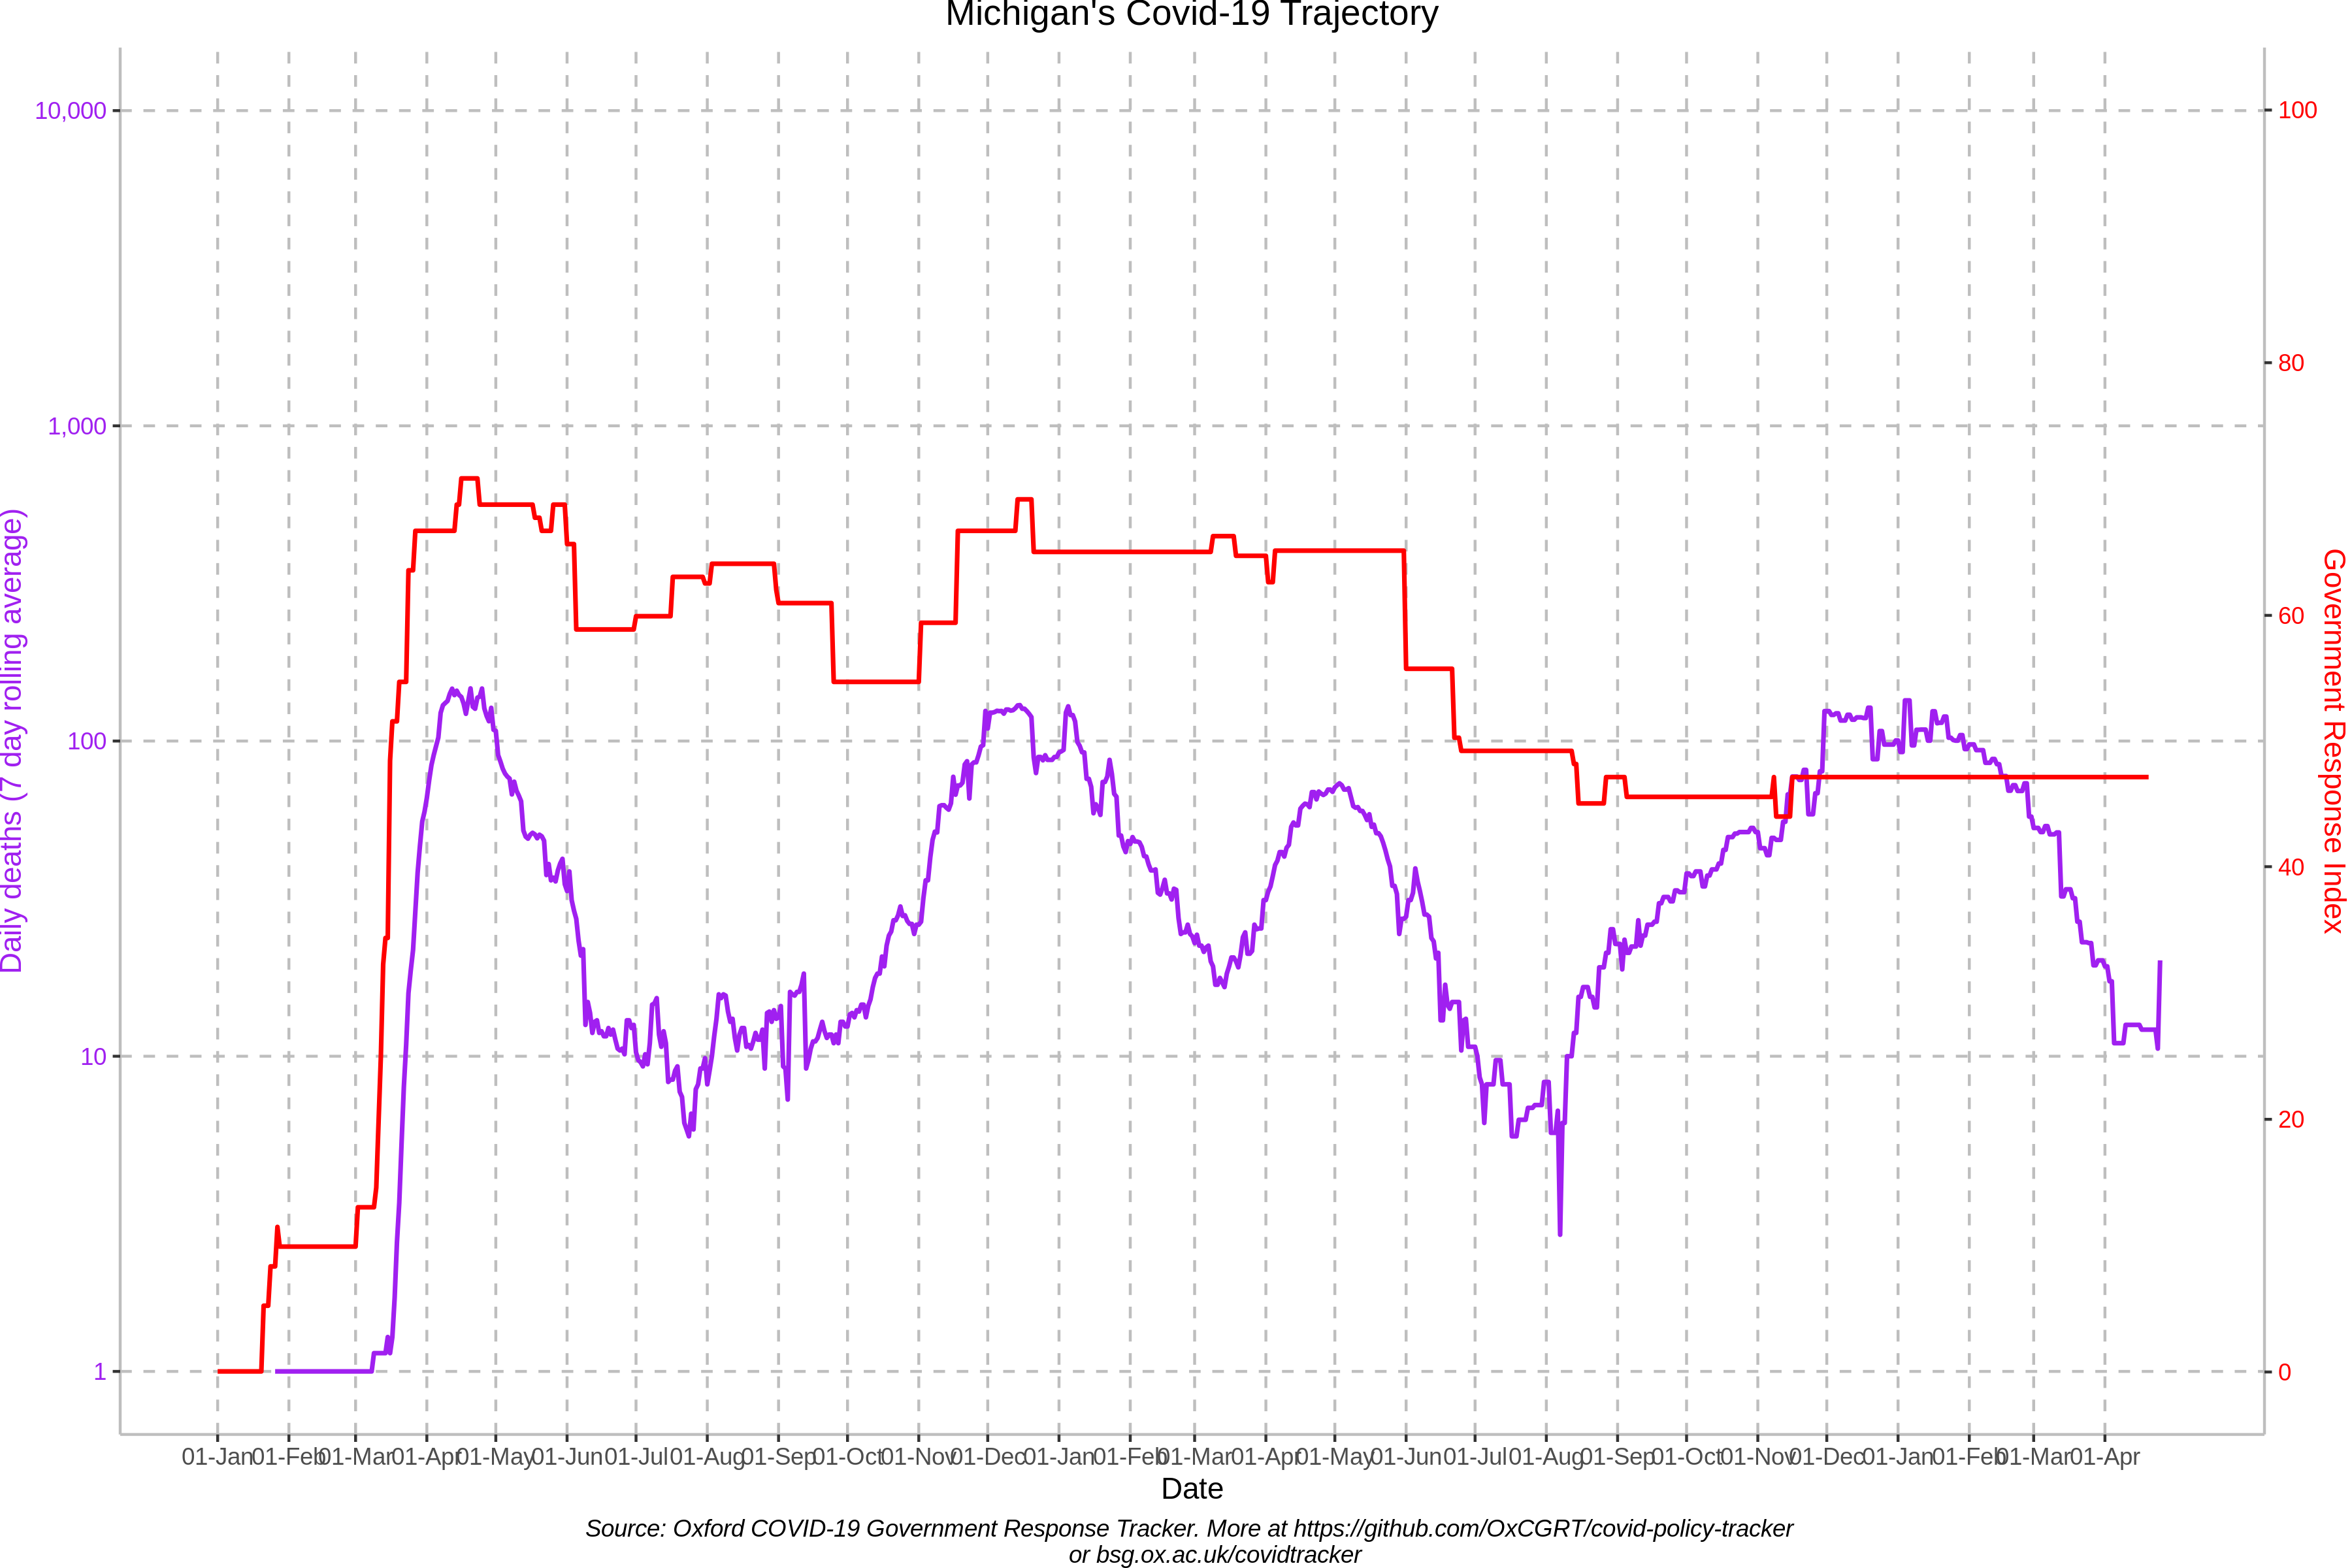 Michigan's Covid-19 Trajectory
10,000
1,000
100
10
1
Daily deaths (7 day rolling average)
100
80
60
40
20
0
Government Response Index
01-Jan 01-Feb 01-Mar 01-Apr 01-May 01-Jun 01-Jul 01-Aug 01-Sep 01-Oct 01-Nov 01-Dec 01-Jan 01-Feb 01-Mar 01-Apr 01-May 01-Jun 01-Jul 01-Aug 01-Sep 01-Oct 01-Nov 01-Dec 01-Jan 01-Feb 01-Mar 01-Apr
Date
Source: Oxford COVID-19 Government Response Tracker. More at https://github.com/OxCGRT/covid-policy-tracker
or bsg.ox.ac.uk/covidtracker